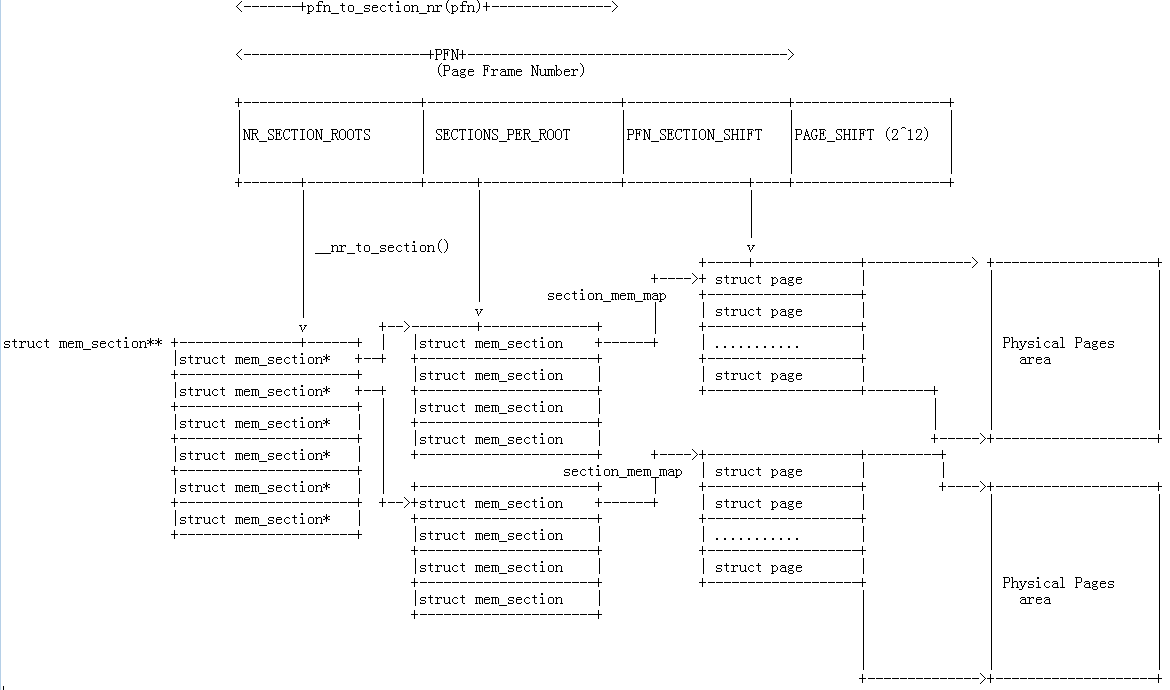 pfn_to_section_nr(pfn)
PFN
(Page Frame Number)
NR_SECTION_ROOTS SECTIONS_PER_ROOT PFN_SECTION_SHIFT PAGE_SHIFT (2^12)
__nr_to_section()
v
struct page
section_mem_map
struct page
v
v
struct mem_section** struct mem_section ........... Physical Pages
struct mem_section* area
struct mem_section struct page
struct mem_section*
struct mem_section
struct mem_section*
struct mem_section
struct mem_section*
section_mem_map struct page
struct mem_section*
struct mem_section struct page
struct mem_section*
struct mem_section ...........
struct mem_section struct page
Physical Pages
struct mem_section area